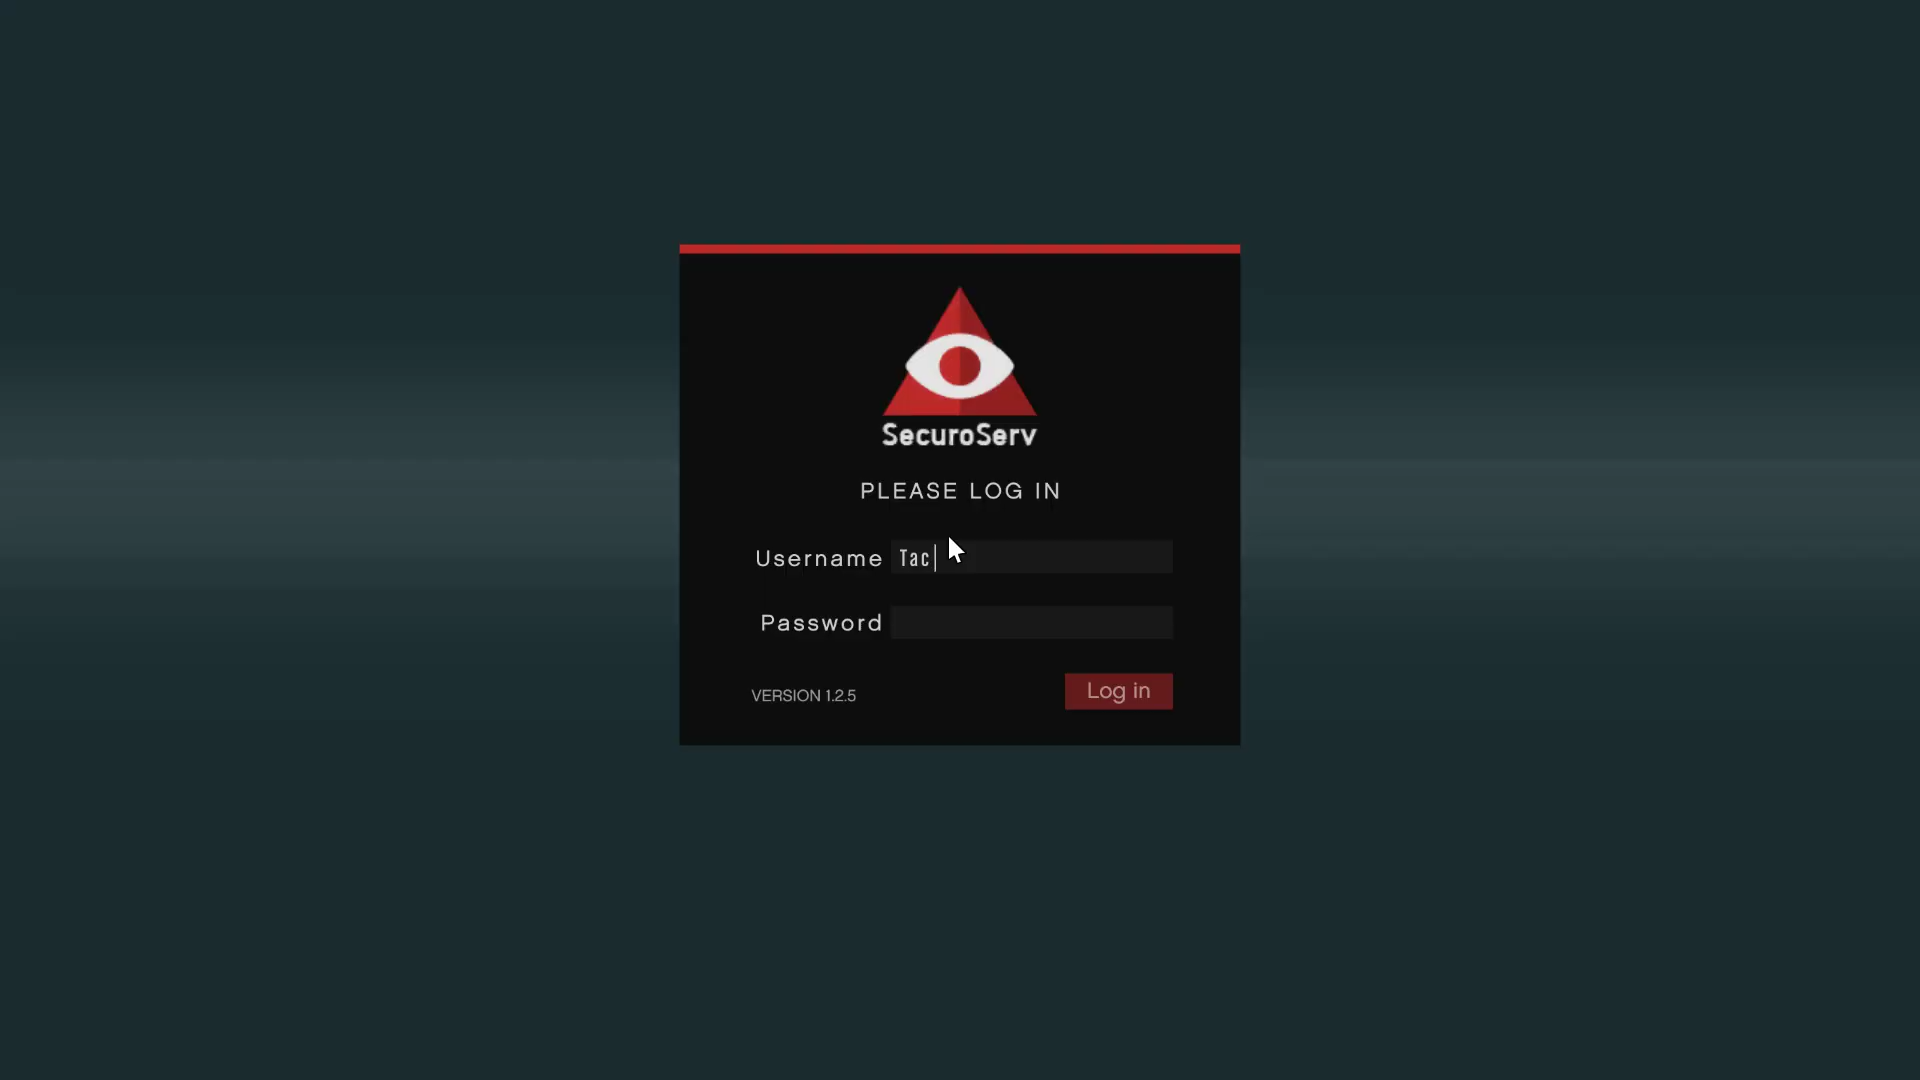 SecuroServ
PLEASE LOG IN
Username Tac
Password
VERSION 1.2.5
Log in